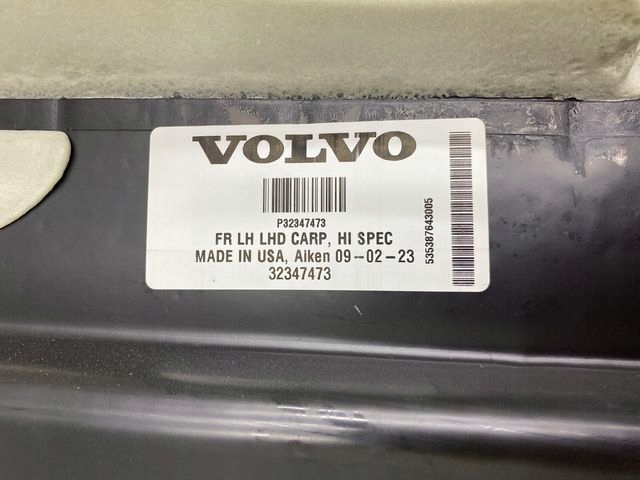 VOLVO
P32347473
FR LH LHD CARP, HI SPEC
MADE IN USA, Aiken 09-02-23
32347473
535387643005